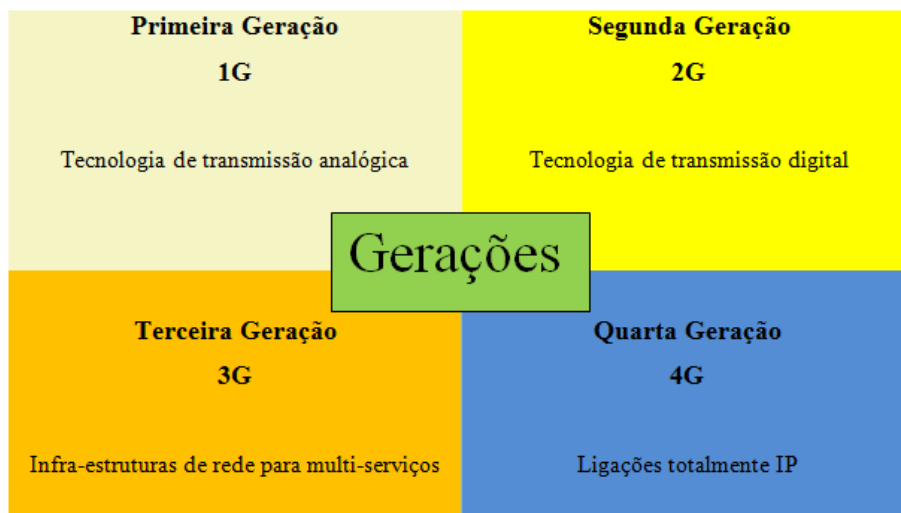 Primeira Geração
1G
Tecnologia de transmissão analógica
Segunda Geração
2G
Tecnologia de transmissão digital
Gerações
Terceira Geração
3G
Infra-estruturas de rede para multi-serviços
Quarta Geração
4G
Ligações totalmente IP